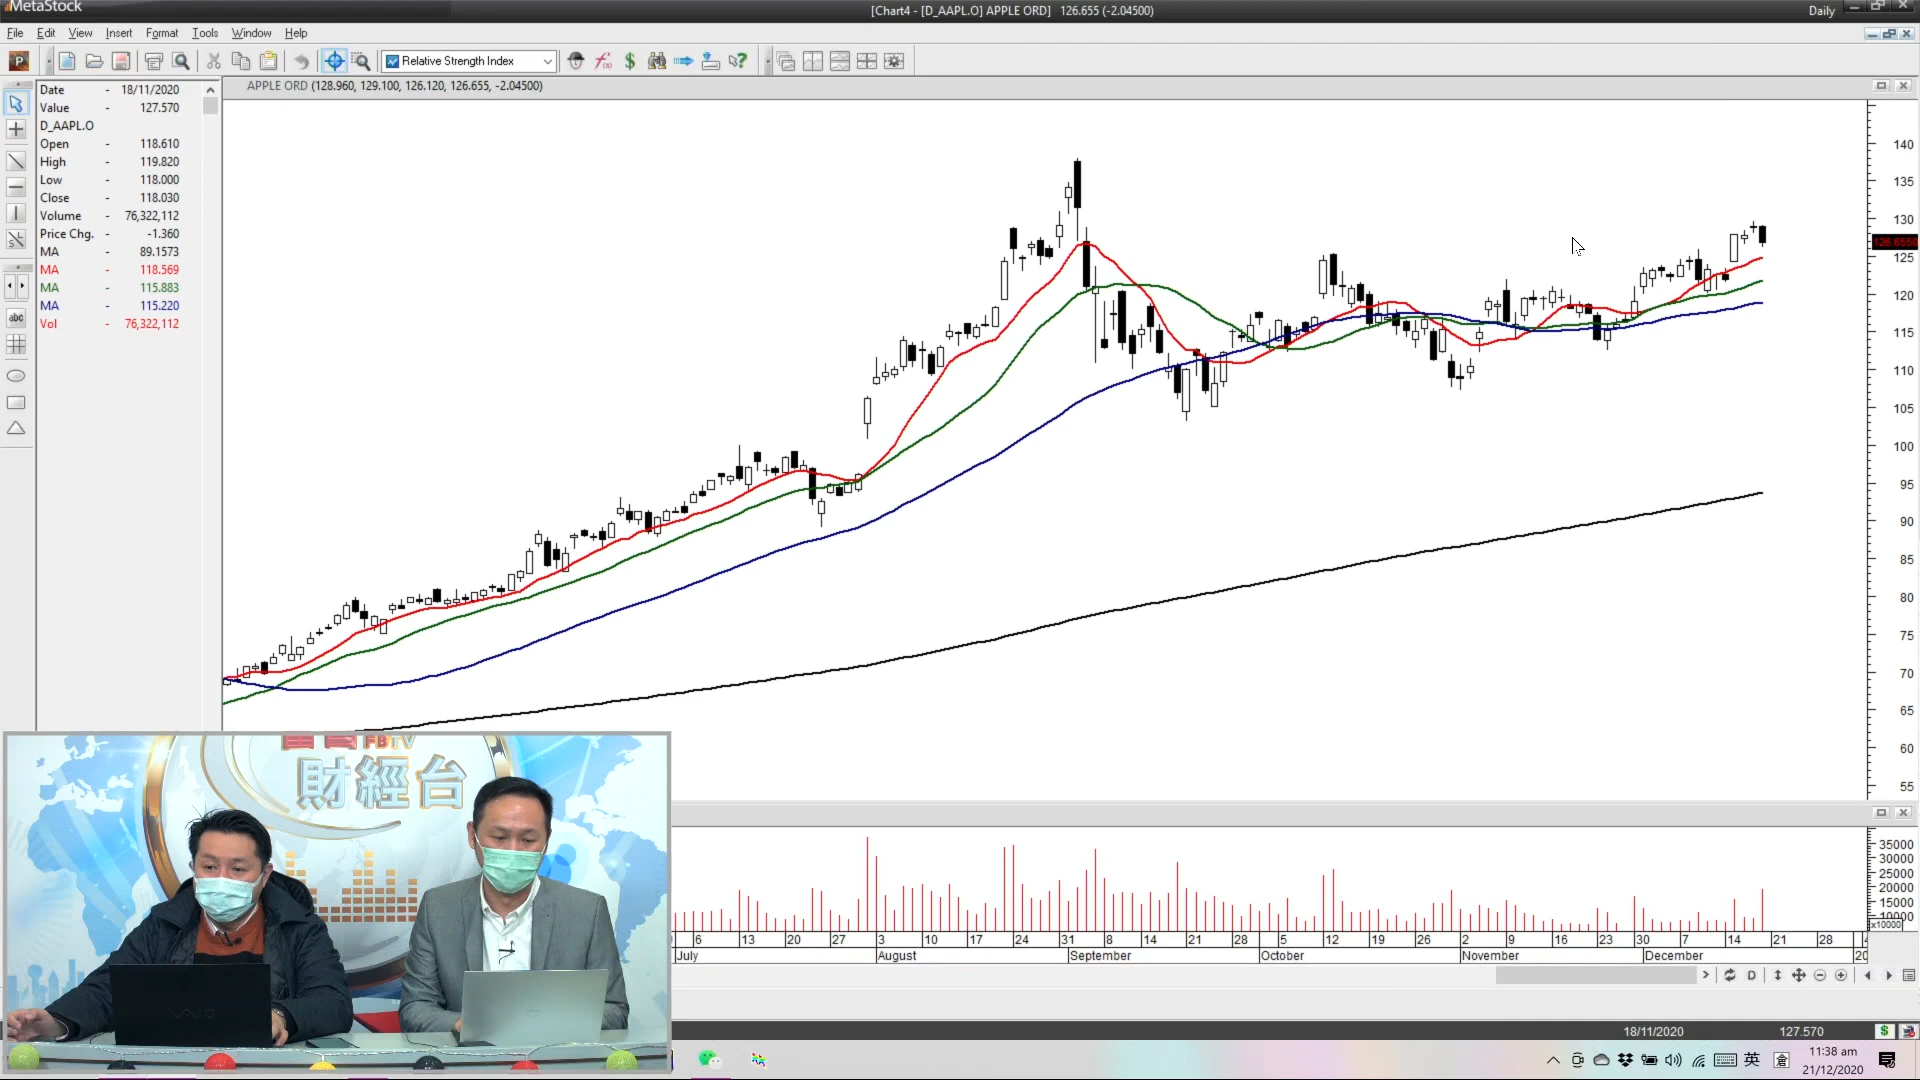 MetaStock
[Chart4 - [D_AAPL.O] APPLE ORD] 126.655 (-2.04500)
Daily
File Edit View Insert Format Tools Window Help
Relative Strength Index
Date - 18/11/2020
Value - 127.570
D_AAPL.O
Open - 118.610
High - 119.820
Low - 118.000
Close - 118.030
Volume - 76,322,112
Price Chg. - -1.360
MA - 89.1573
MA - 118.569
MA - 115.883
MA - 115.220
Vol - 76,322,112
abc
APPLE ORD (128.960, 129.100, 126.120, 126.655, -2.04500)
140
135
130
126.6550
125
120
115
110
105
100
95
90
85
80
75
70
65
60
55
35000
30000
25000
20000
15000
10000
x10000
6 13 20 27 3 10 17 24 31 8 14 21 28 5 12 19 26 2 9 16 23 30 7 14 21 28
July August September October November December 20
D
18/11/2020 127.570
FBTV
財經台
VAIO
英 倉
11:38 am
21/12/2020